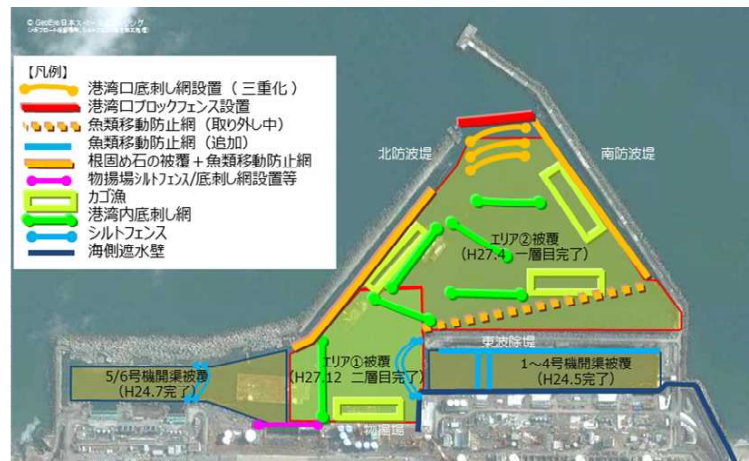 © GeoEye/日本スペースイメージング
【凡例】
港湾口底刺し網設置（三重化）
港湾口ブロックフェンス設置
魚類移動防止網（取り外し中）
魚類移動防止網（追加）
根固め石の被覆＋魚類移動防止網
物揚場シルトフェンス/底刺し網設置等
カゴ漁
港湾内底刺し網
シルトフェンス
海側遮水壁
北防波堤
南防波堤
エリア②被覆
（H27.4 一層目完了）
東波除堤
エリア①被覆
（H27.12 二層目完了）
5/6号機開渠被覆
（H24.7完了）
1～4号機開渠被覆
（H24.5完了）
物揚場